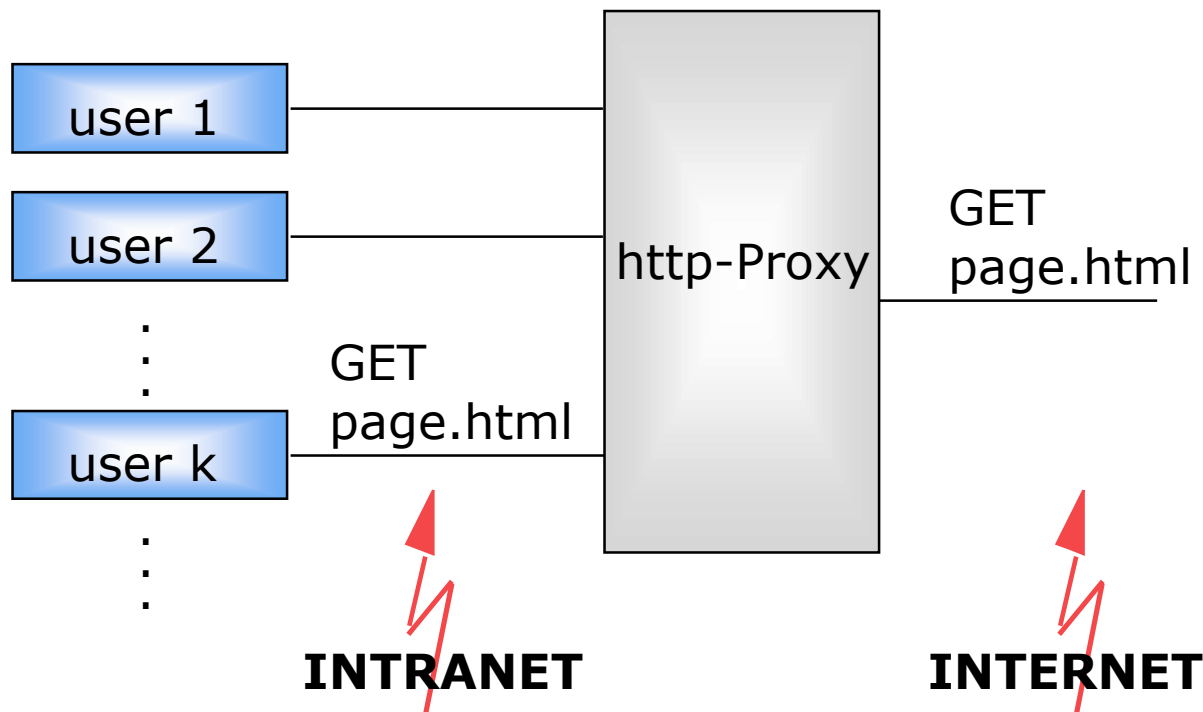 user 1
user 2
.
.
.
user k
.
.
.
GET
page.html
http-Proxy
GET
page.html
INTRANET
INTERNET